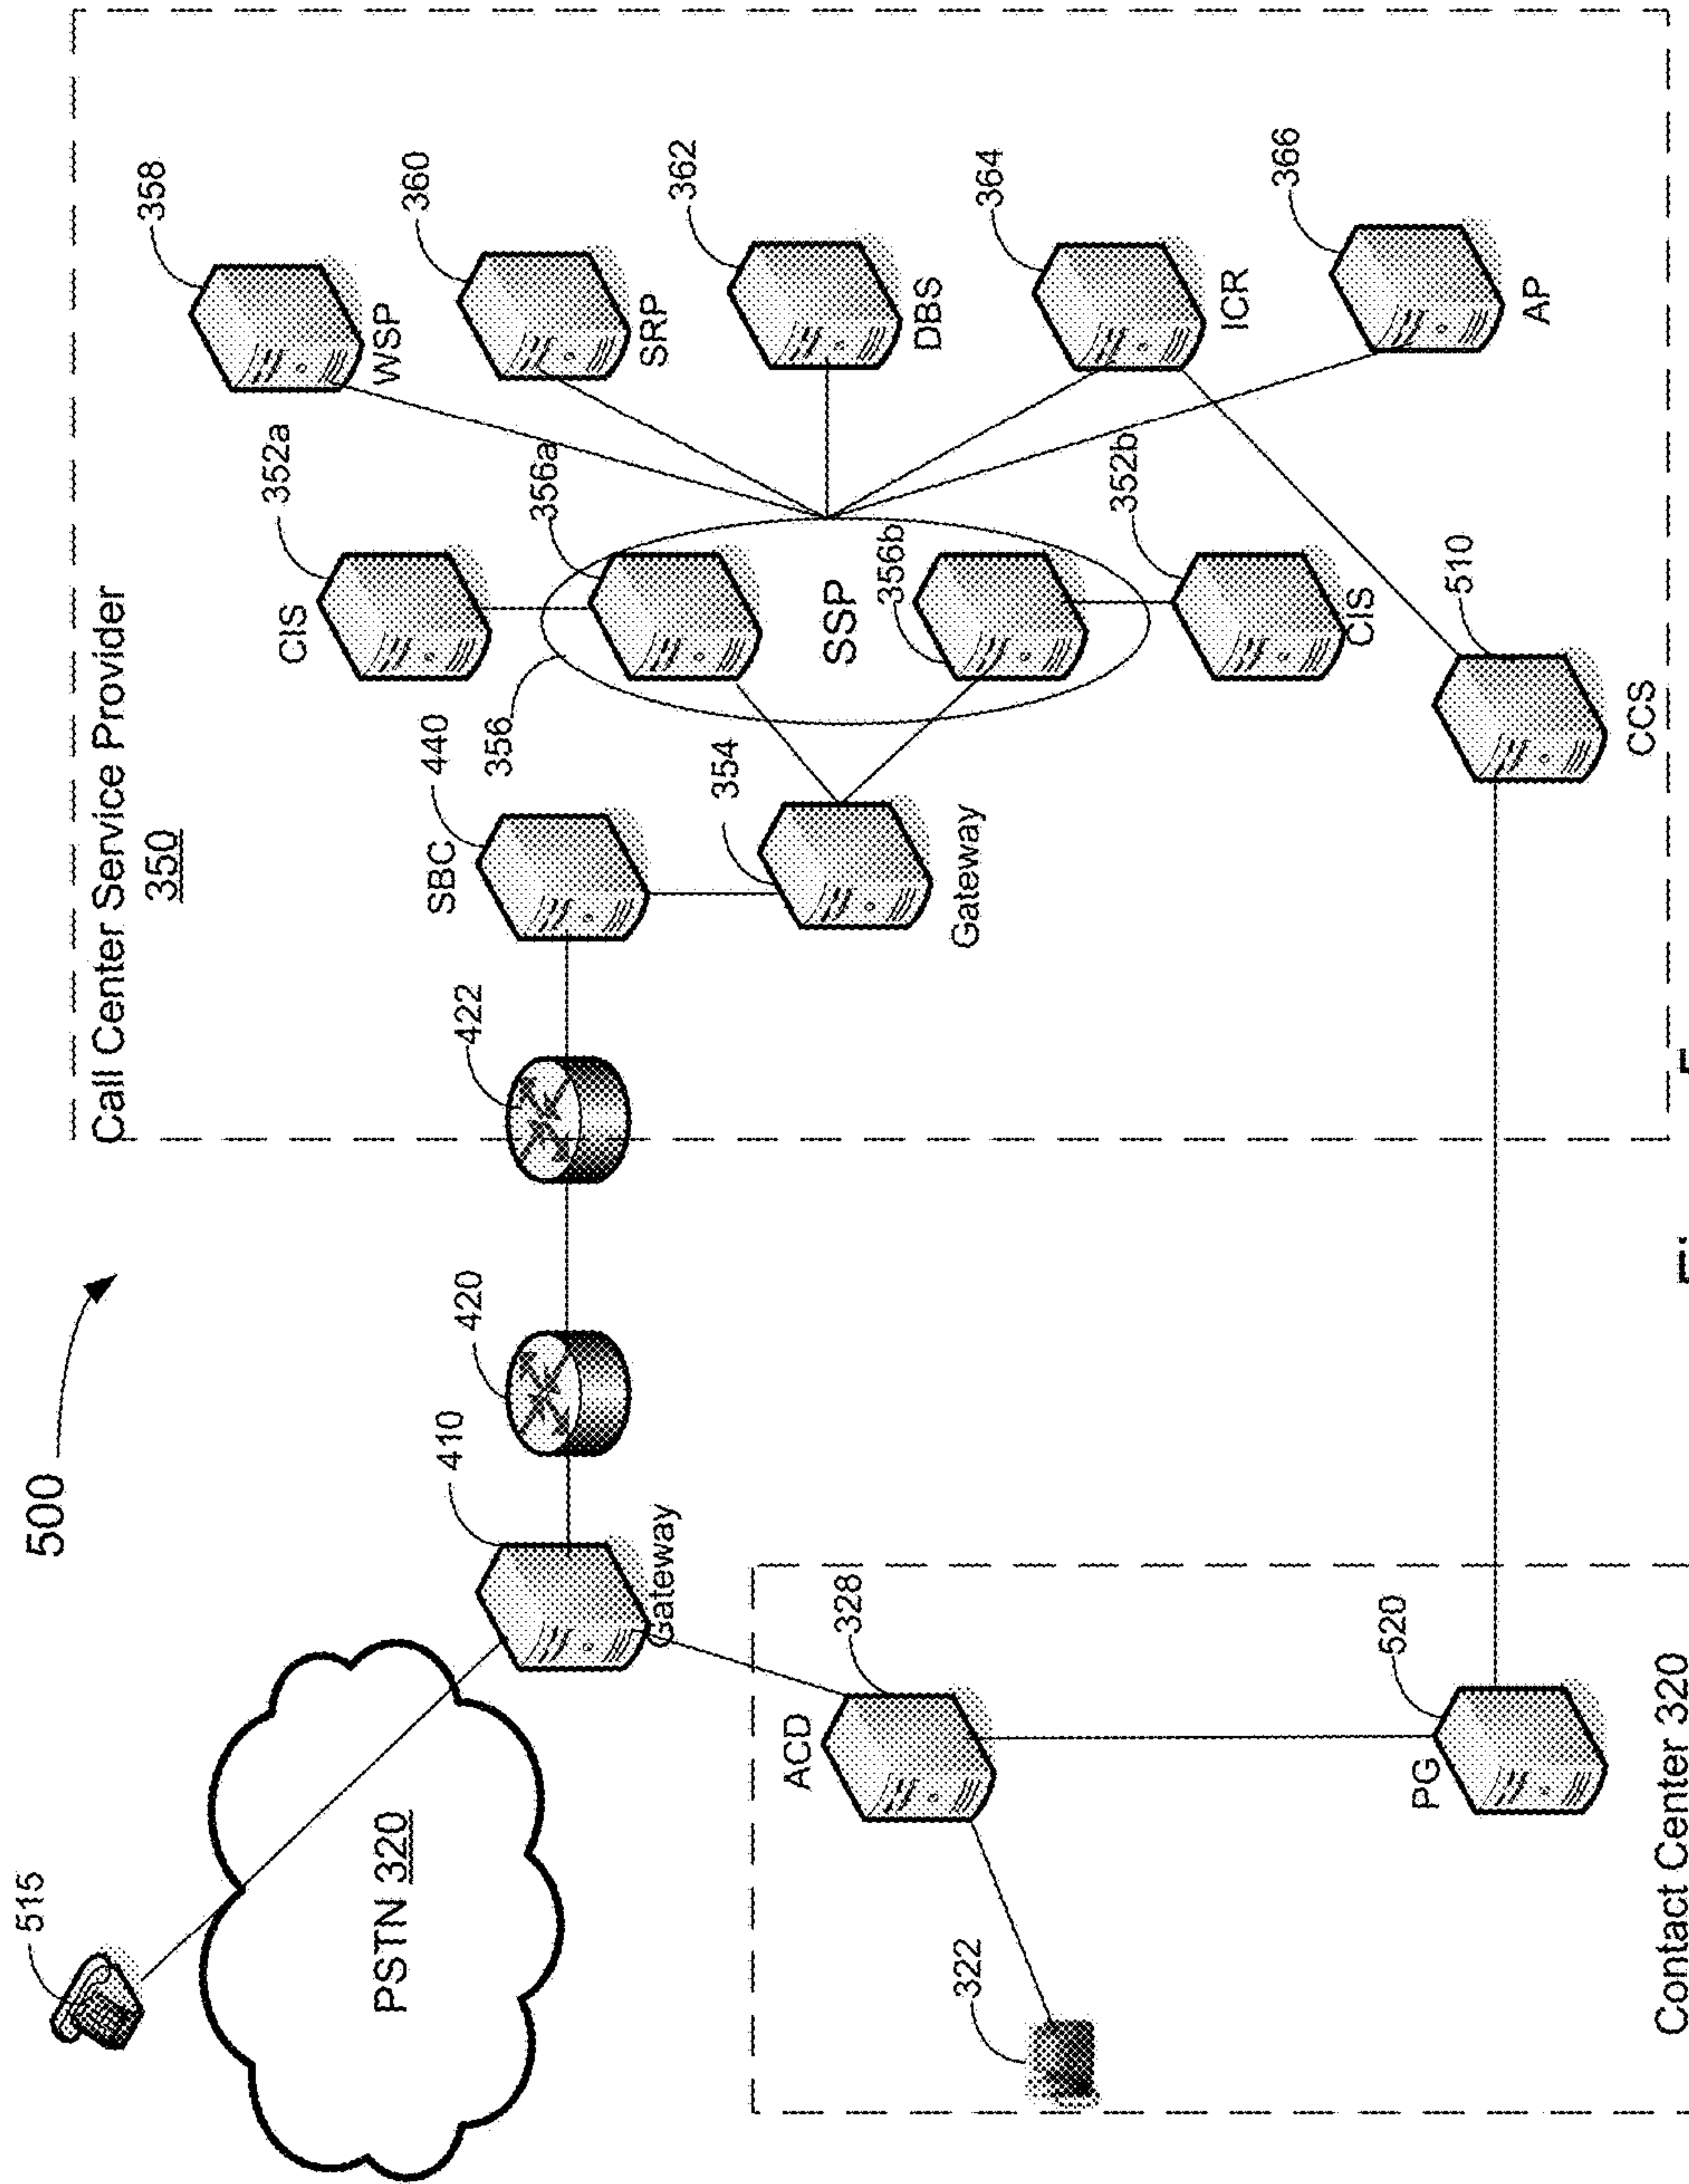 500
515
PSTN 320
410
Gateway
420
422
Call Center Service Provider
350
SBC
440
354
Gateway
356
CIS
352a
356a
SSP
356b
352b
CIS
358
WSP
360
SRP
362
DBS
364
ICR
366
AP
510
CCS
ACD
328
322
PG
520
Contact Center 320